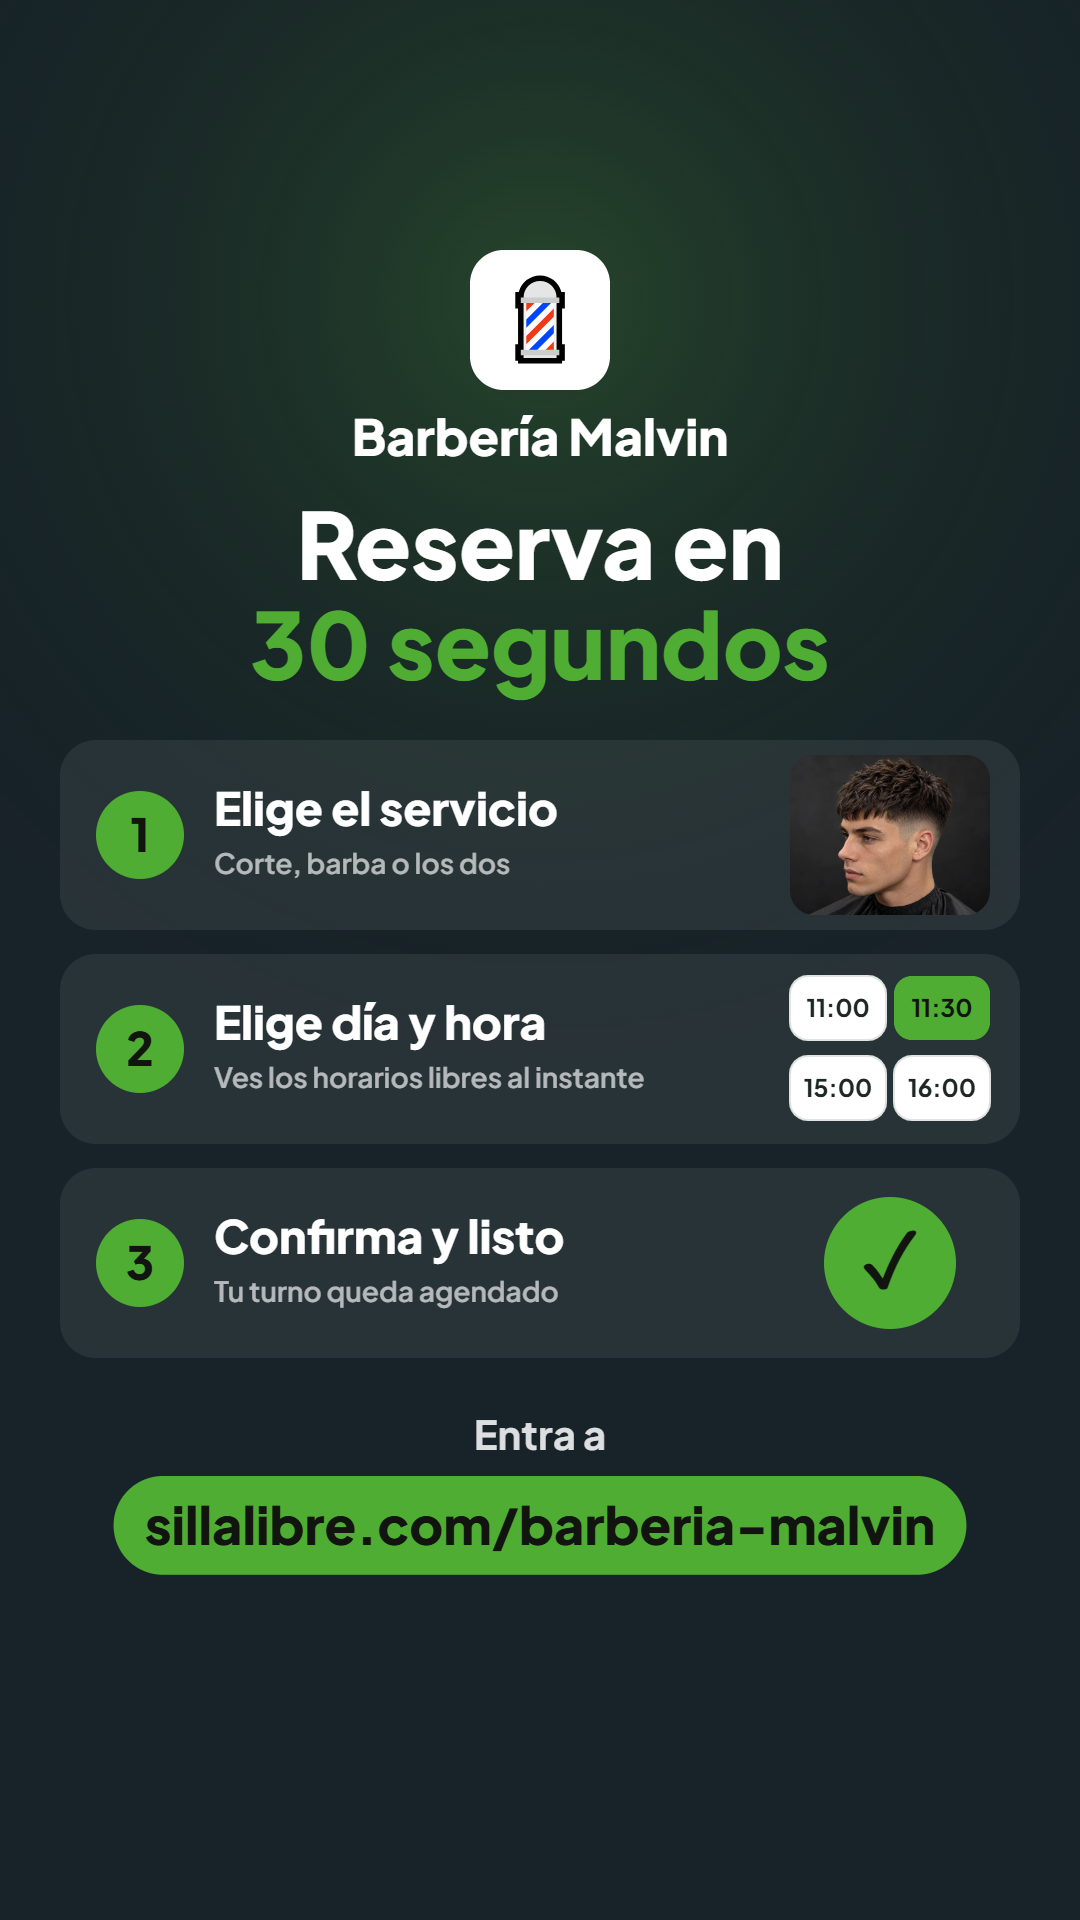 Barbería Malvin
Reserva en
30 segundos
1
Elige el servicio
Corte, barba o los dos
2
Elige día y hora
Ves los horarios libres al instante
11:00 11:30
15:00 16:00
3
Confirma y listo
Tu turno queda agendado
Entra a
sillalibre.com/barberia-malvin